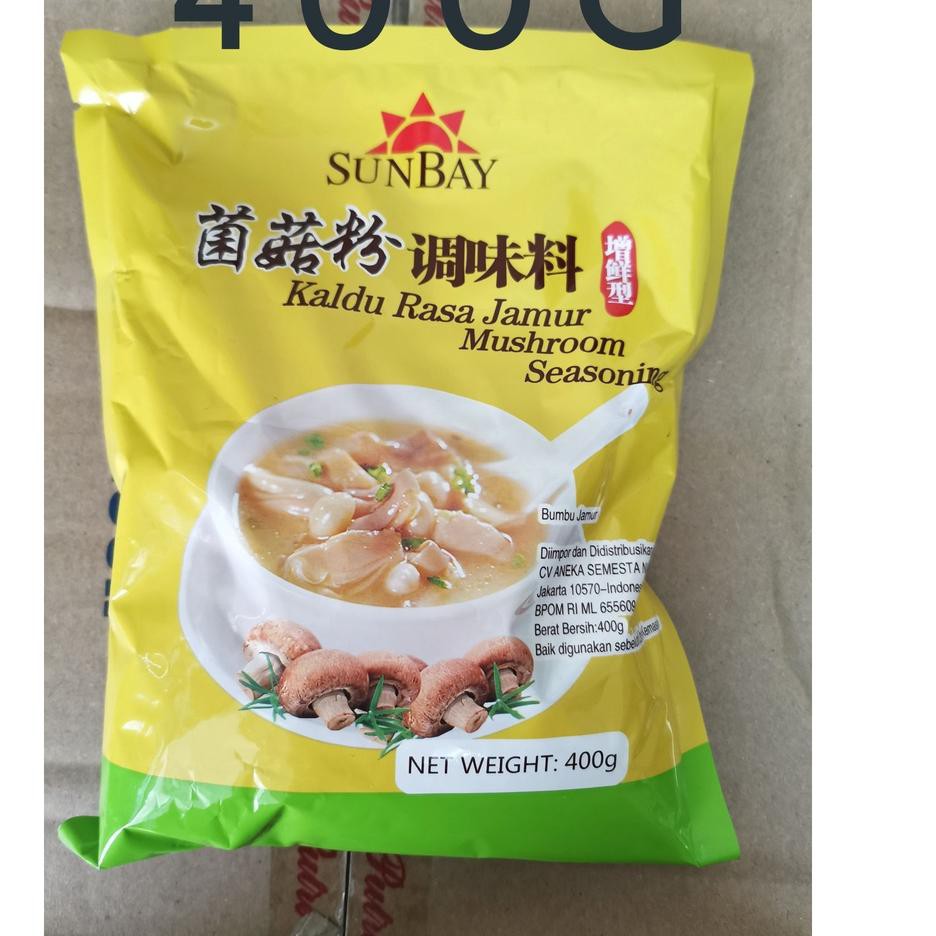 400G
SUNBAY
菌菇粉 调味料
增鲜型
Kaldu Rasa Jamur
Mushroom
Seasoning
Bumbu Jamur
Diimpor dan Didistribusikan
CV ANEKA SEMESTA
Jakarta 10570-Indones
BPOM RI ML 655609
Berat Bersih:400g
Baik digunakan
NET WEIGHT: 400g